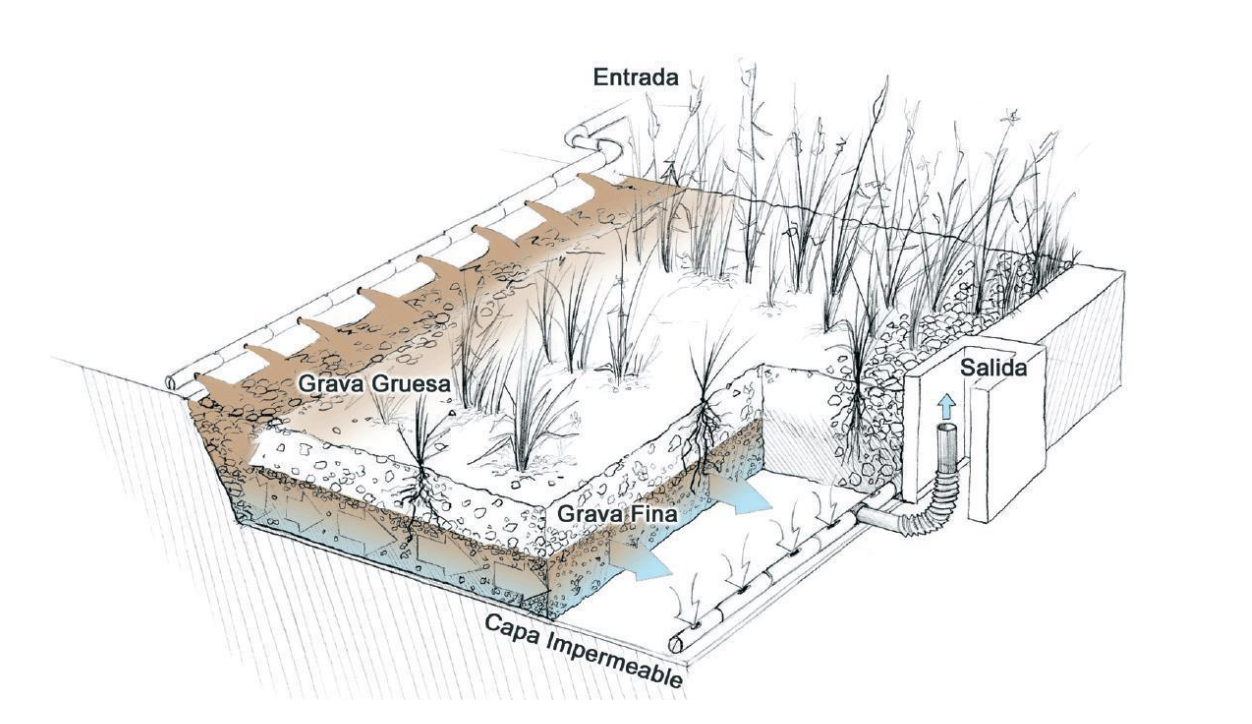 Entrada
Salida
Grava Gruesa
Grava Fina
Capa Impermeable